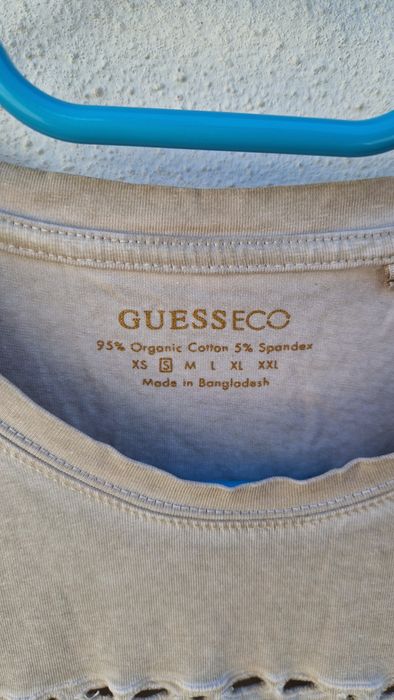 GUESSECO
95% Organic Cotton 5% Spandex
XS S M L XL XXL
Made in Bangladesh